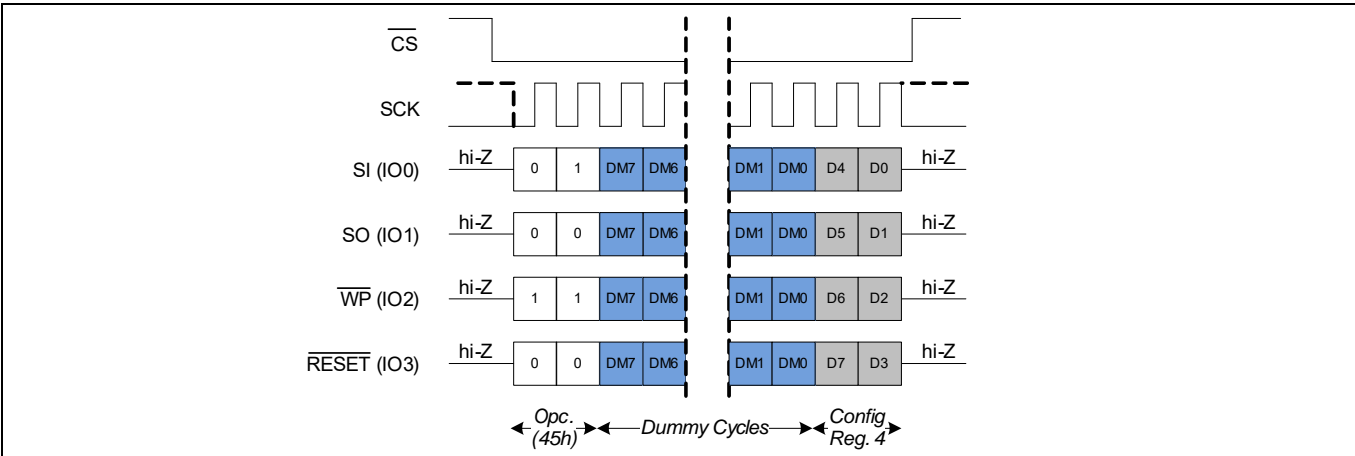 CS
SCK
SI (IO0) hi-Z 0 1 DM7 DM6 DM1 DM0 D4 D0 hi-Z
SO (IO1) hi-Z 0 0 DM7 DM6 DM1 DM0 D5 D1 hi-Z
WP (IO2) hi-Z 1 1 DM7 DM6 DM1 DM0 D6 D2 hi-Z
RESET (IO3) hi-Z 0 0 DM7 DM6 DM1 DM0 D7 D3 hi-Z
Opc. Dummy Cycles Config
(45h) Reg. 4